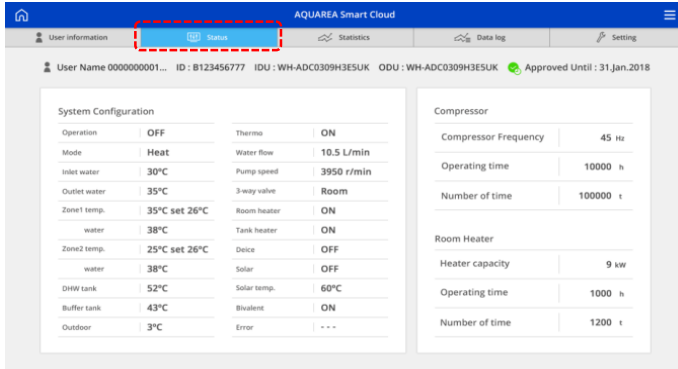 AQUAREA Smart Cloud
User information Status Statistics Data log Setting
User Name 0000000001... ID : B123456777 IDU : WH-ADC0309H3E5UK ODU : WH-ADC0309H3E5UK Approved Until : 31.Jan.2018
System Configuration
Operation OFF Thermo ON
Mode Heat Water flow 10.5 L/min
Inlet water 30°C Pump speed 3950 r/min
Outlet water 35°C 3-way valve Room
Zone1 temp. 35°C set 26°C Room heater ON
water 38°C Tank heater ON
Zone2 temp. 25°C set 26°C Deice OFF
water 38°C Solar OFF
DHW tank 52°C Solar temp. 60°C
Buffer tank 43°C Bivalent ON
Outdoor 3°C Error - - -
Compressor
Compressor Frequency 45 Hz
Operating time 10000 h
Number of time 100000 t
Room Heater
Heater capacity 9 kW
Operating time 1000 h
Number of time 1200 t